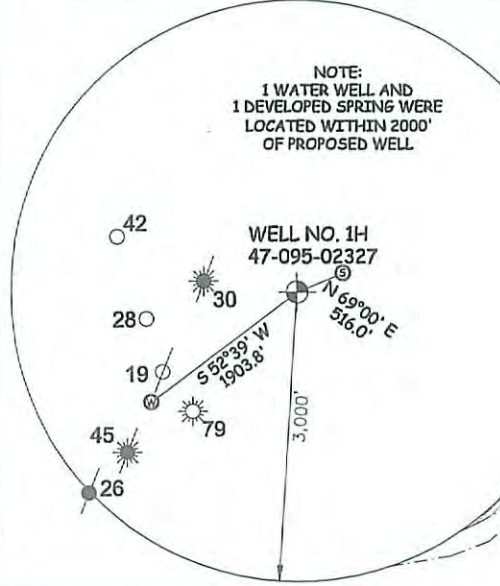 NOTE:
1 WATER WELL AND
1 DEVELOPED SPRING WERE
LOCATED WITHIN 2000'
OF PROPOSED WELL
42
WELL NO. 1H
47-095-02327
S
30
N 69°00' E
516.0'
28
S 52°39' W
1903.8'
19
W
79
3,000'
45
26